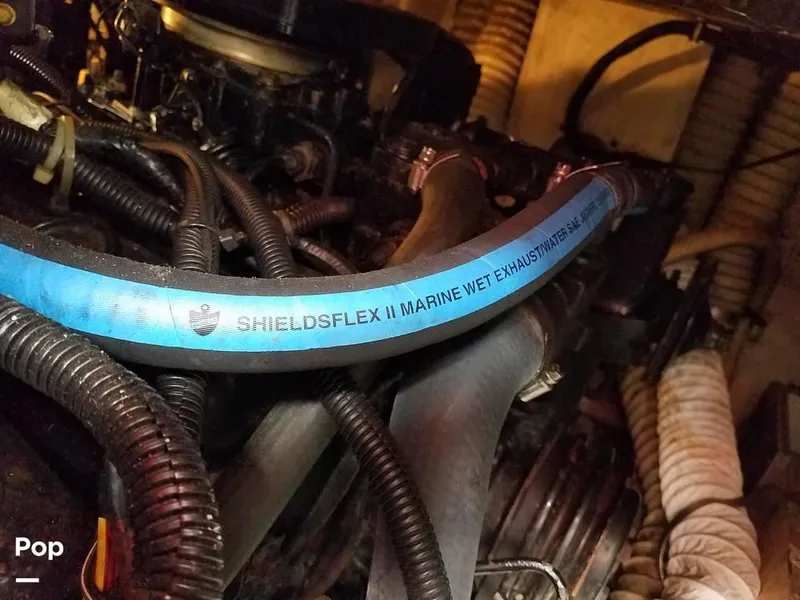 SHIELDSFLEX II MARINE WET EXHAUST/WATER SAE
Pop